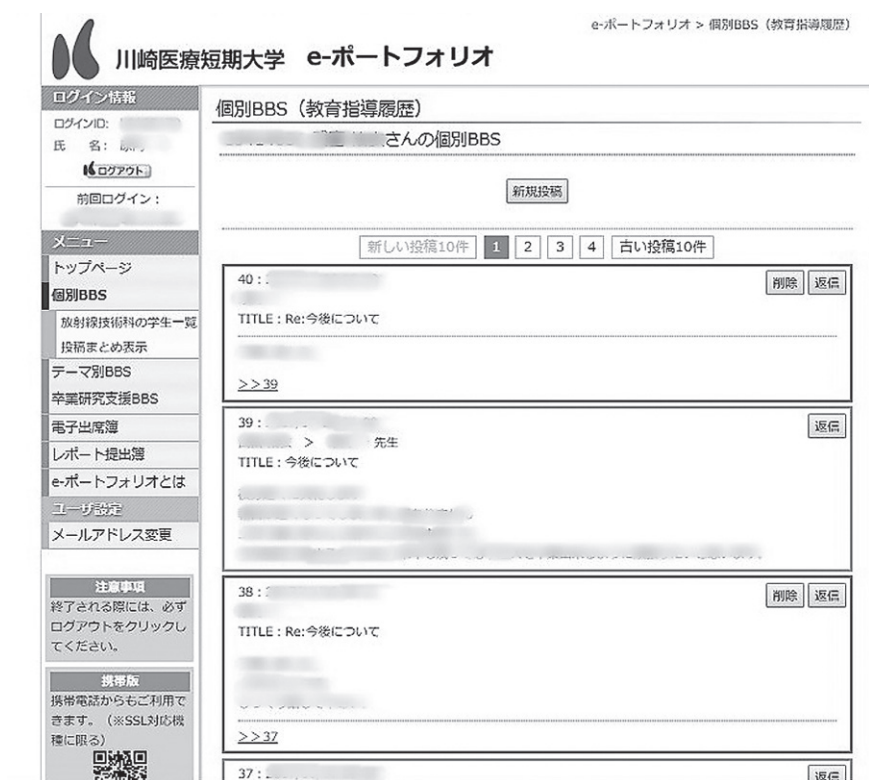 e-ポートフォリオ > 個別BBS（教育指導履歴）
川崎医療短期大学 e-ポートフォリオ
ログイン情報
ログインID:
氏 名:
ログアウト
前回ログイン：
メニュー
トップページ
個別BBS
放射線技術科の学生一覧
投稿まとめ表示
テーマ別BBS
卒業研究支援BBS
電子出席簿
レポート提出簿
e-ポートフォリオとは
ユーザ設定
メールアドレス変更
注意事項
終了される際には、必ず
ログアウトをクリックし
てください。
携帯版
携帯電話からもご利用で
きます。（※SSL対応機
種に限る）
個別BBS（教育指導履歴）
さんの個別BBS
新規投稿
新しい投稿10件 1 2 3 4 古い投稿10件
40 :
削除 返信
TITLE : Re:今後について
>>39
39 :
返信
> 先生
TITLE : 今後について
38 :
削除 返信
TITLE : Re:今後について
>>37
37 :
返信